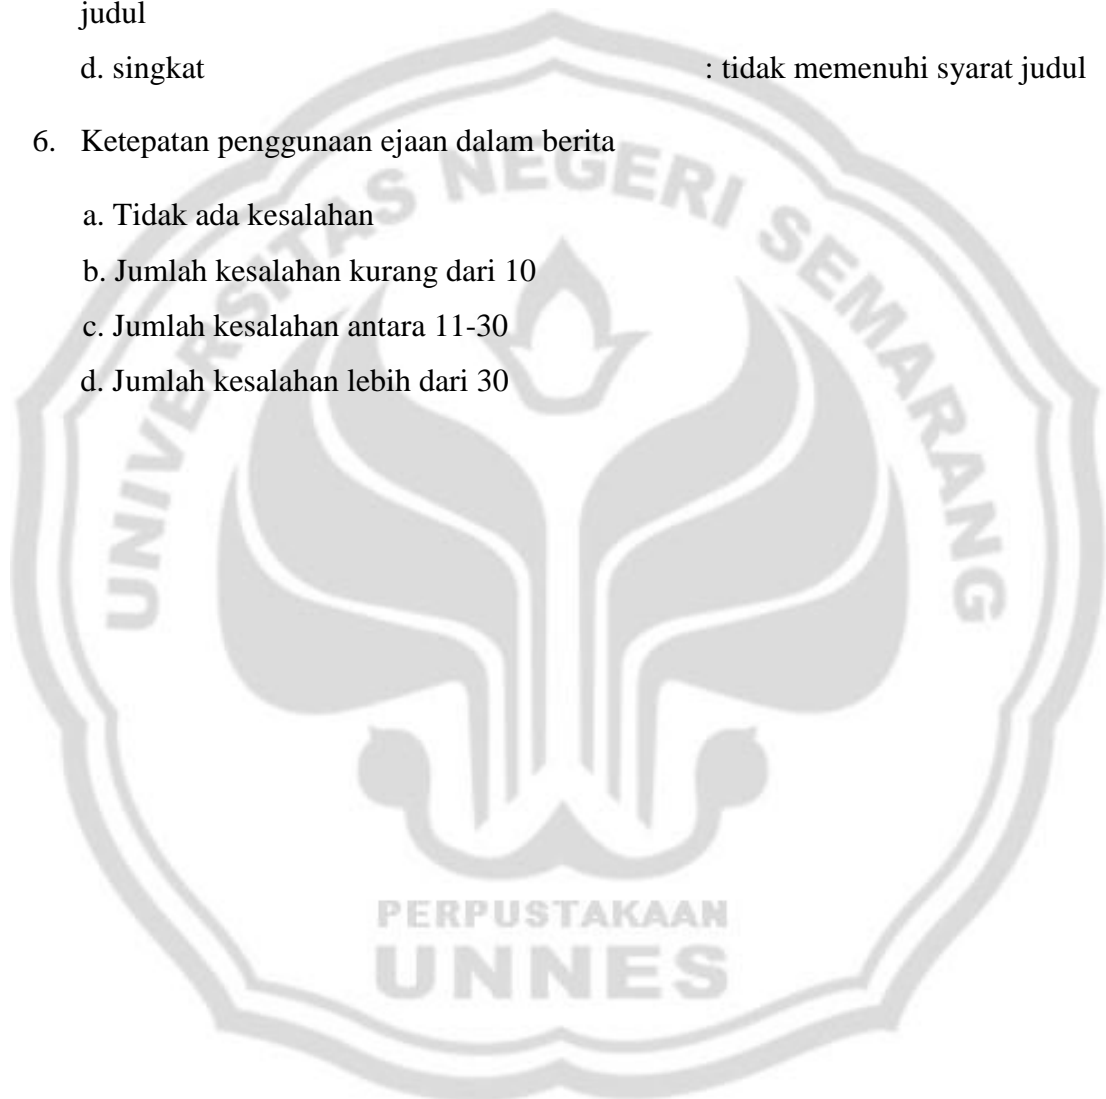 judul
d. singkat : tidak memenuhi syarat judul
6. Ketepatan penggunaan ejaan dalam berita
a. Tidak ada kesalahan
b. Jumlah kesalahan kurang dari 10
c. Jumlah kesalahan antara 11-30
d. Jumlah kesalahan lebih dari 30
UNIVERSITAS NEGERI SEMARANG
PERPUSTAKAAN
UNNES